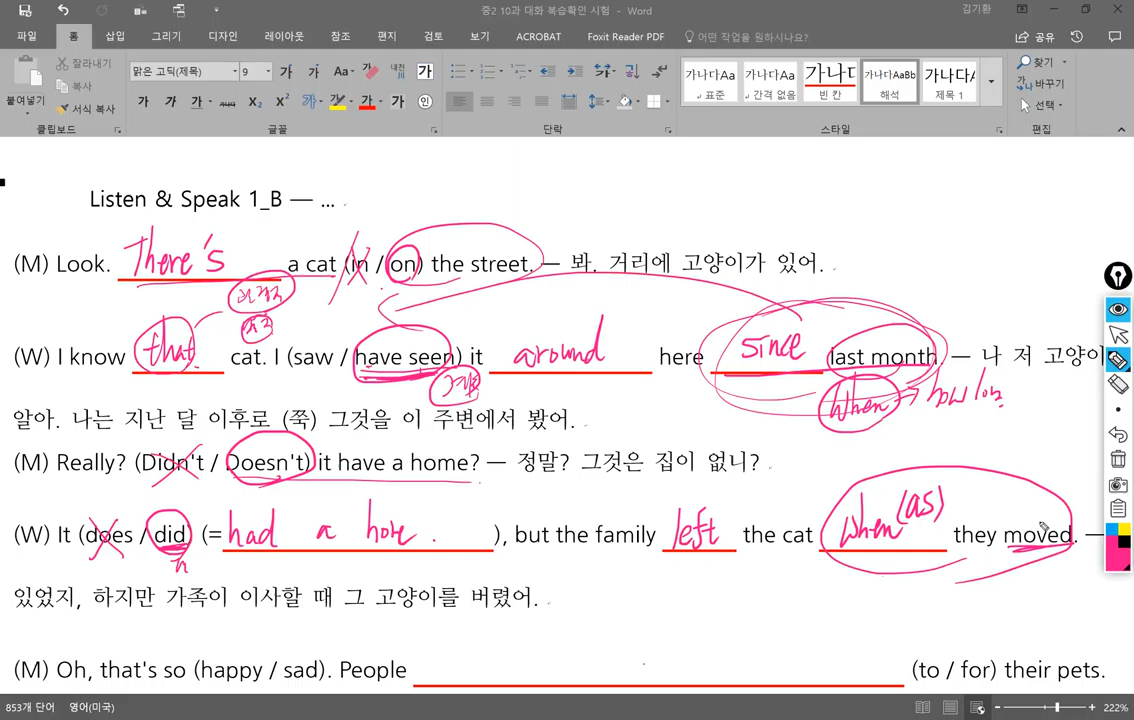 중2 10과 대화 복습확인 시험 - Word
김기환
파일 홈 삽입 그리기 디자인 레이아웃 참조 편지 검토 보기 ACROBAT Foxit Reader PDF 어떤 작업을 원하시나요? 공유
붙여넣기 잘라내기 복사 서식 복사
맑은 고딕(제목) 9
가나다Aa 가나다Aa 가나다 가나다AaBb 가나다A
표준 간격 없음 빈 칸 해석 제목 1
찾기 바꾸기 선택
클립보드 글꼴 단락 스타일 편집
Listen & Speak 1_B — ...
(M) Look. There's a cat (in / on) the street. — 봐. 거리에 고양이가 있어.
(W) I know that cat. I (saw / have seen) it around here since last month. — 나 저 고양이
when → how long
알아. 나는 지난 달 이후로 (쭉) 그것을 이 주변에서 봤어.
(M) Really? (Didn't / Doesn't) it have a home? — 정말? 그것은 집이 없니?
(W) It (does / did) (= had a home.), but the family left the cat when (as) they moved. —
있었지, 하지만 가족이 이사할 때 그 고양이를 버렸어.
(M) Oh, that's so (happy / sad). People (to / for) their pets.
853개 단어 영어(미국) 222%